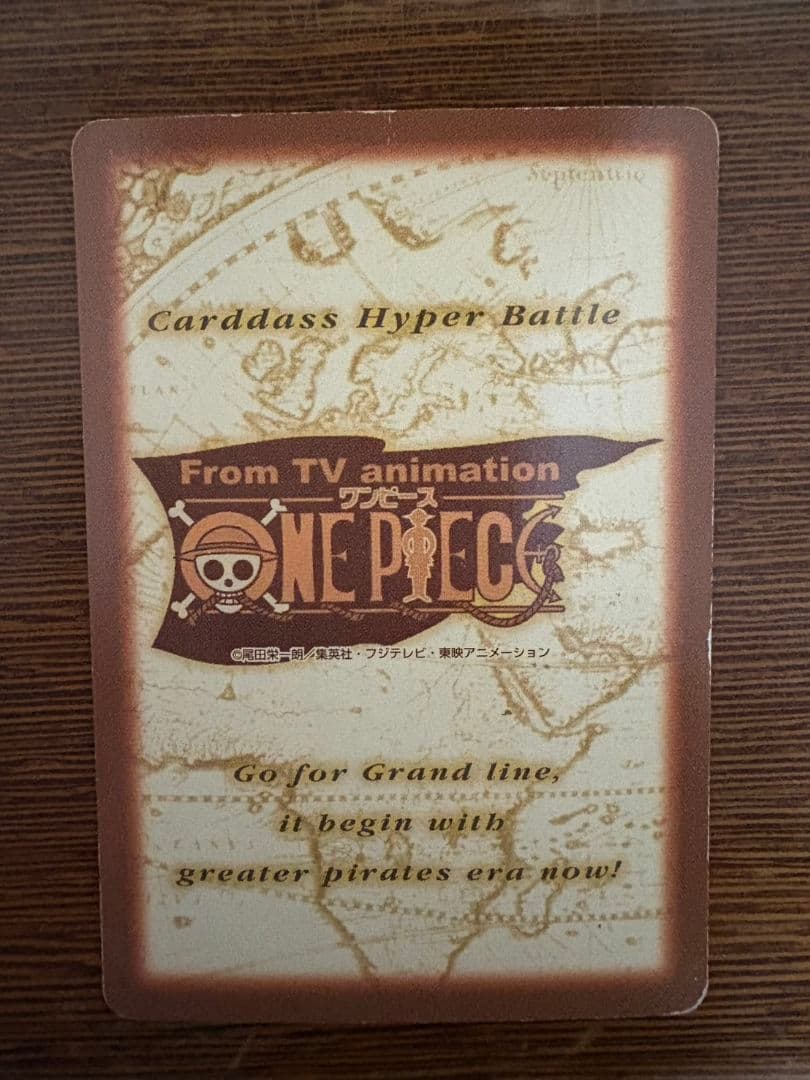 Septentrio
Carddass Hyper Battle
From TV animation
ワンピース
ONE PIECE
©尾田栄一朗／集英社・フジテレビ・東映アニメーション
Go for Grand line,
it begin with
greater pirates era now!